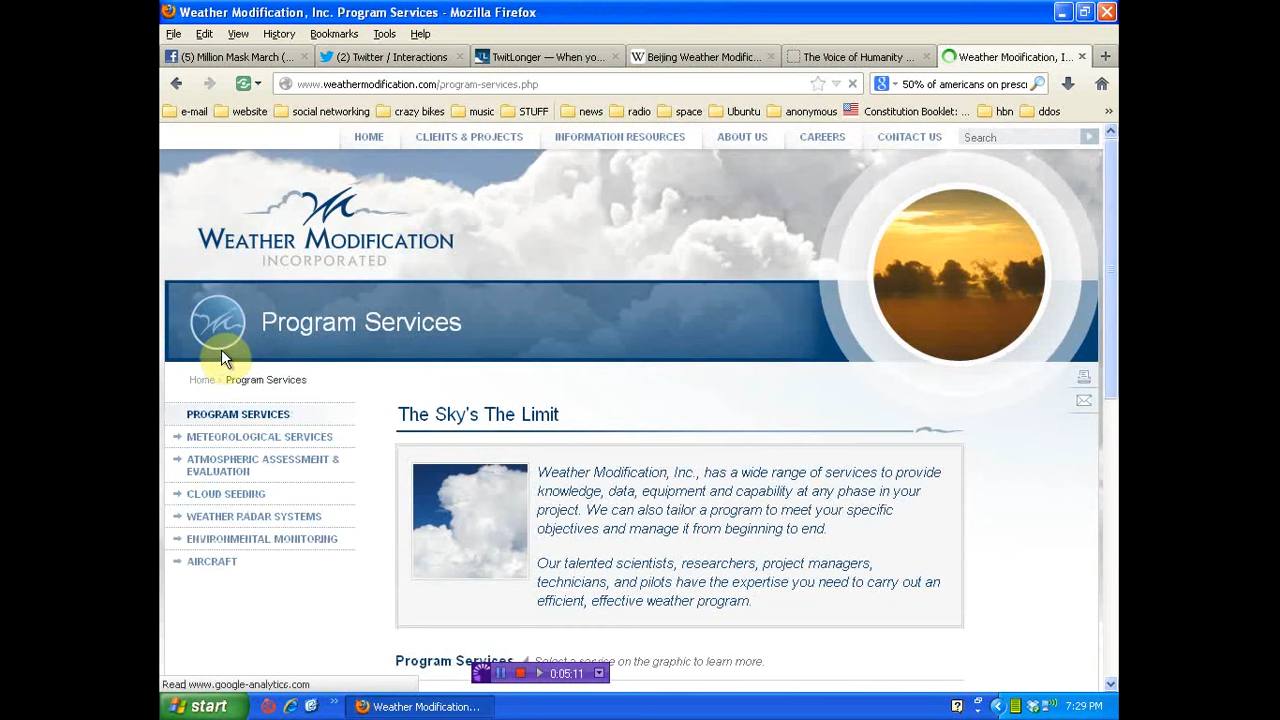 Weather Modification, Inc. Program Services - Mozilla Firefox
File Edit View History Bookmarks Tools Help
(5) Million Mask March ( (2) Twitter / Interactions TwitLonger — When yo... Beijing Weather Modific... The Voice of Humanity Weather Mooification, I...
www.weathermodification.com/program-services.php 50% of americans on presc
e-mail website social networking crazy bikes music STUFF news radio space Ubuntu anonymous Constitution Booklet: ... hbn ddos
HOME CLIENTS & PROJECTS INFORMATION RESOURCES ABOUT US CAREERS CONTACT US Search
WEATHER MODIFICATION
INCORPORATED
Program Services
Home > Program Services
PROGRAM SERVICES
METEOROLOGICAL SERVICES
ATMOSPHERIC ASSESSMENT &
EVALUATION
CLOUD SEEDING
WEATHER RADAR SYSTEMS
ENVIRONMENTAL MONITORING
AIRCRAFT
The Sky's The Limit
Weather Modification, Inc., has a wide range of services to provide
knowledge, data, equipment and capability at any phase in your
project. We can also tailor a program to meet your specific
objectives and manage it from beginning to end.
Our talented scientists, researchers, project managers,
technicians, and pilots have the expertise you need to carry out an
efficient, effective weather program.
Program Services Select a service on the graphic to learn more.
0:05:11
Read www.google-analytics.com
start Weather Modification... 7:29 PM